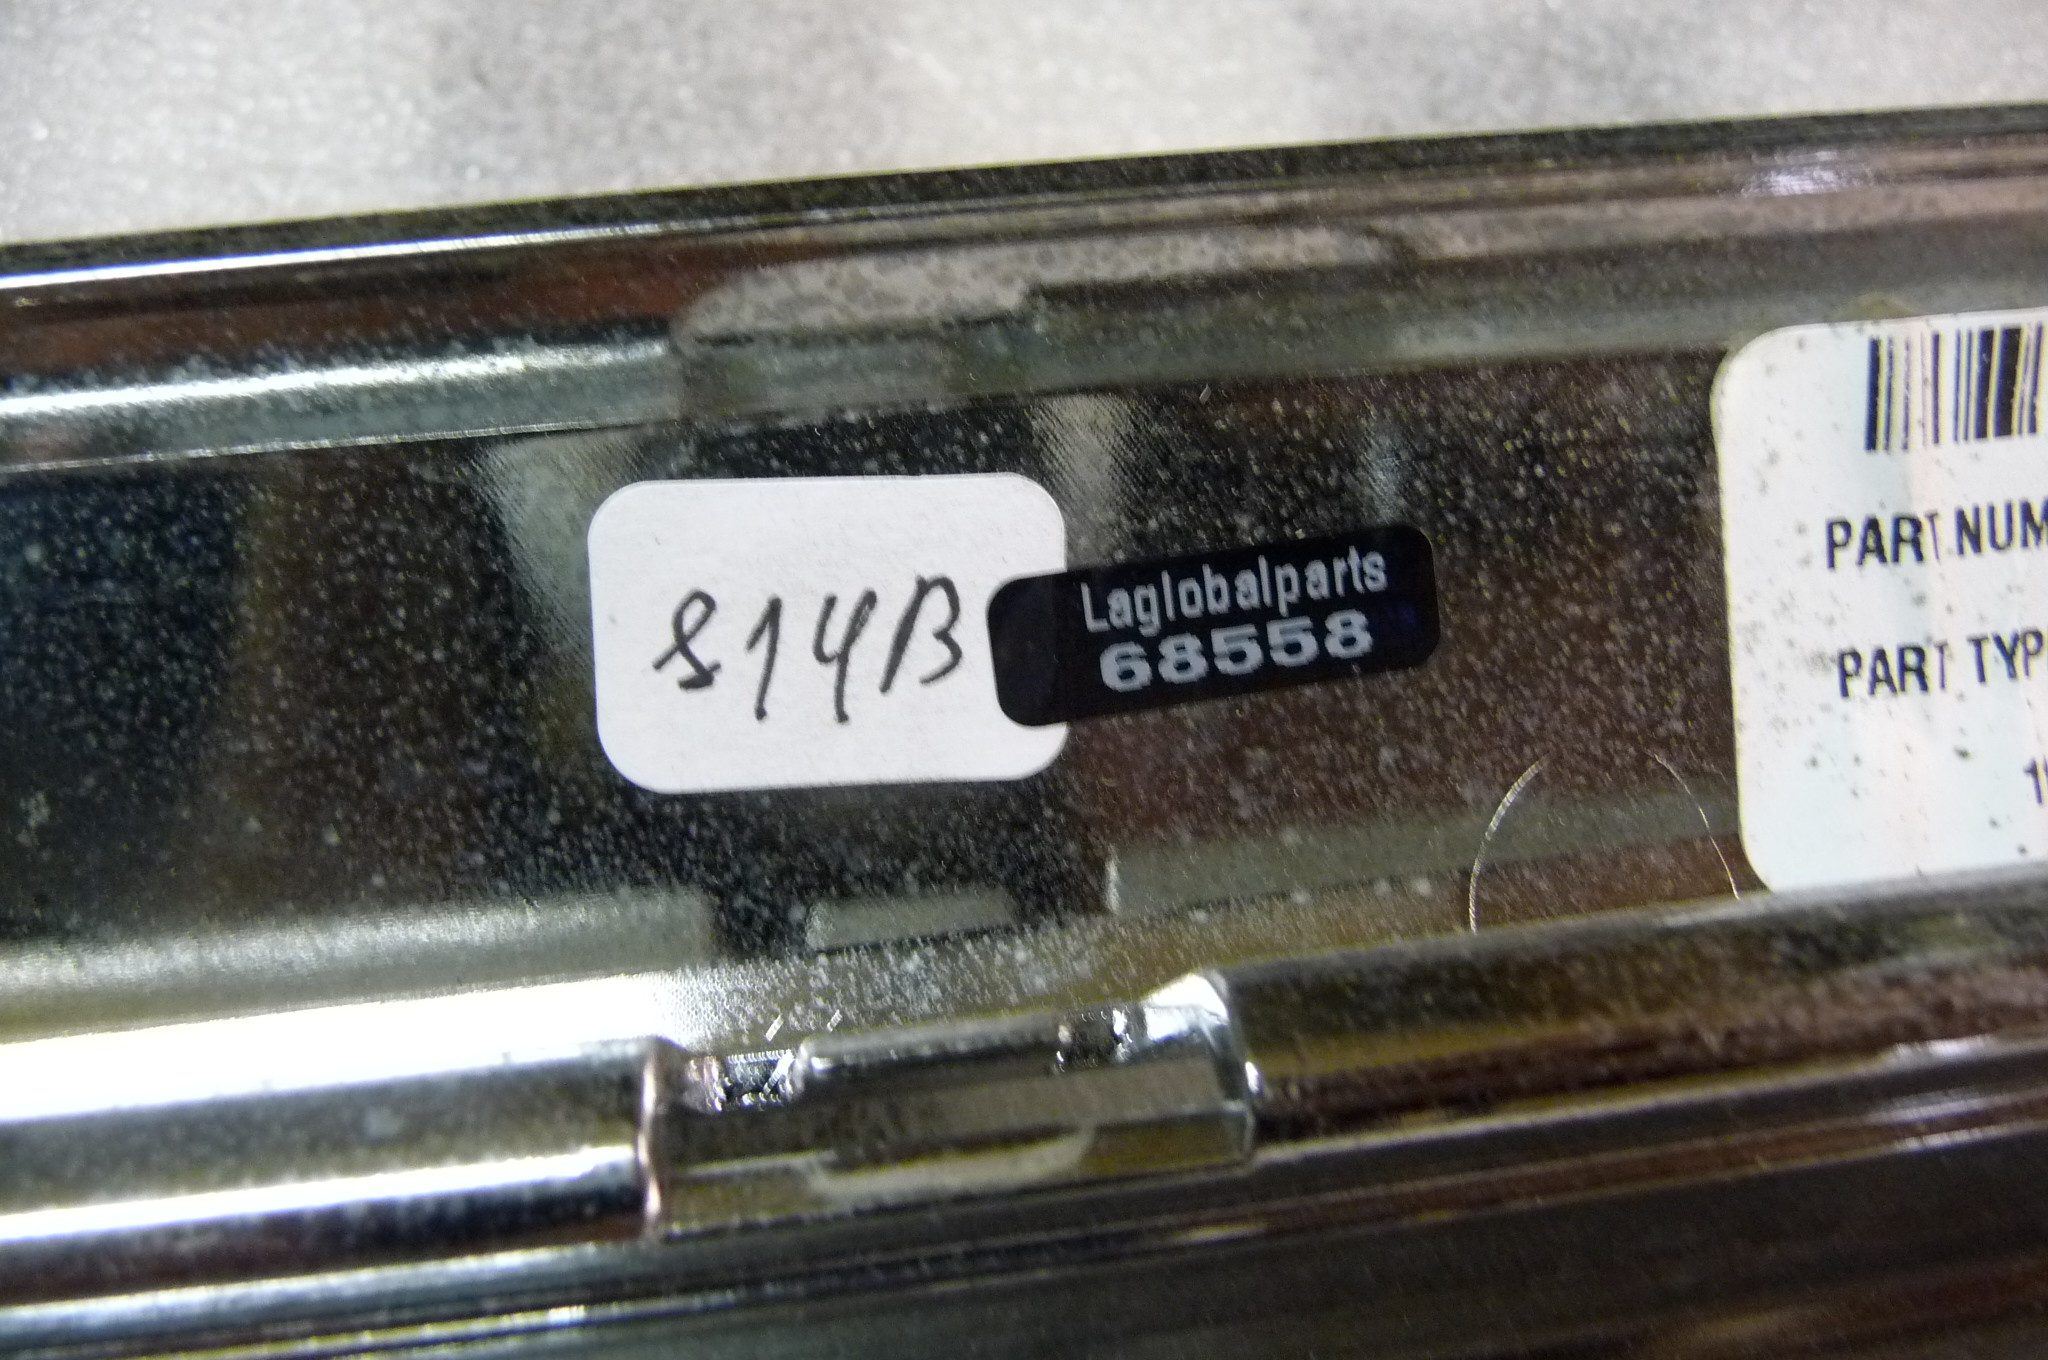 814B
Laglobalparts
68558
PART NUM
PART TYP